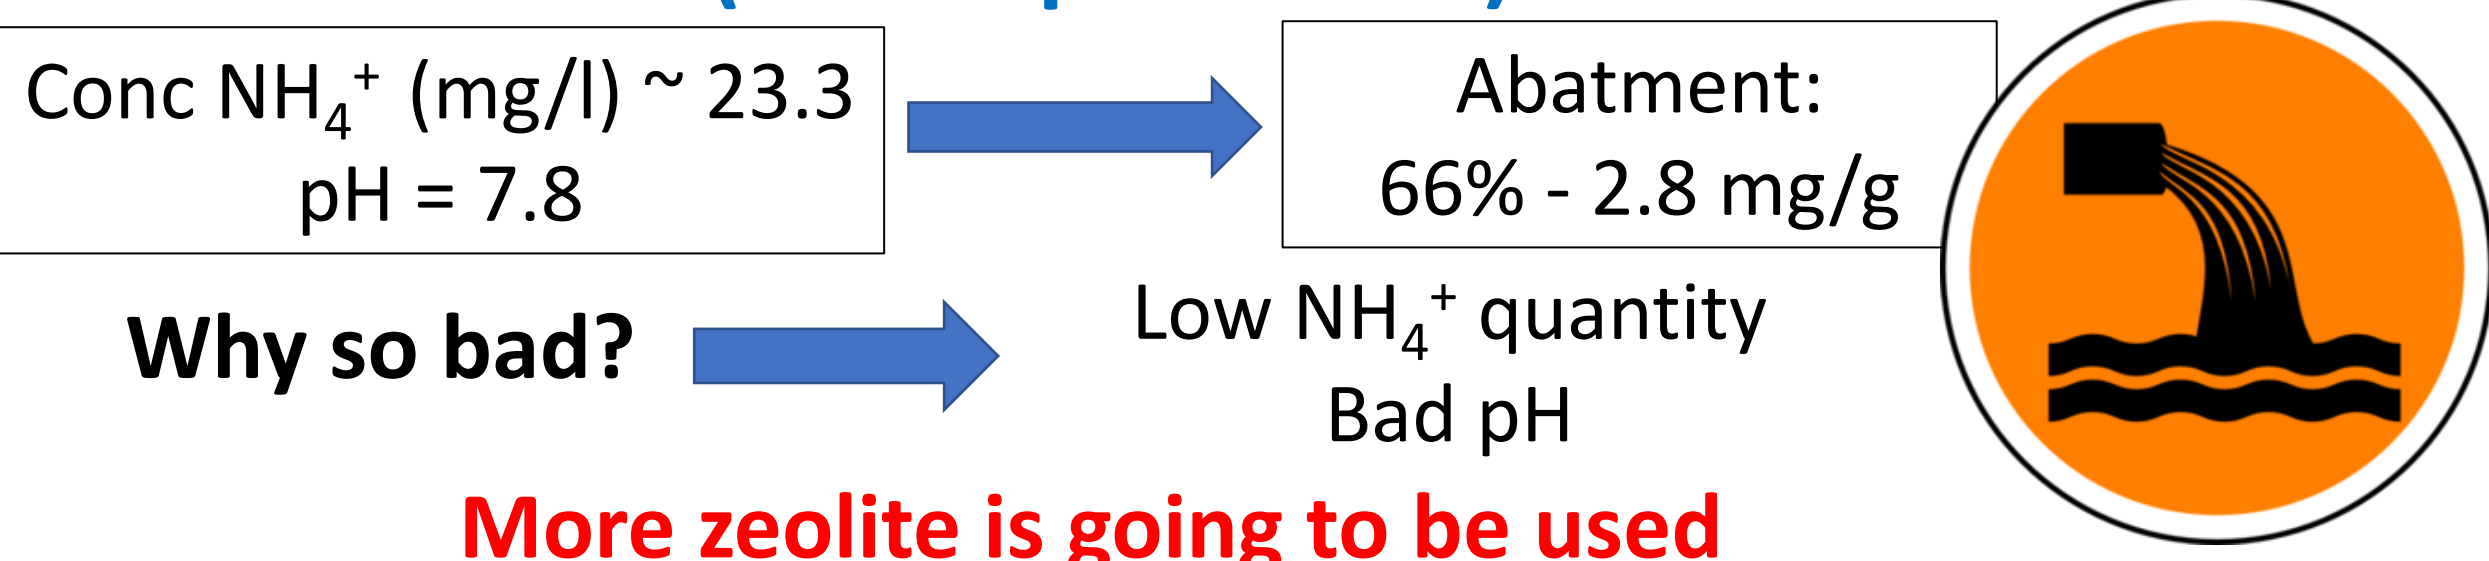 Conc NH₄⁺ (mg/l) ~ 23.3
pH = 7.8
Abatment:
66% - 2.8 mg/g
Why so bad?
Low NH₄⁺ quantity
Bad pH
More zeolite is going to be used